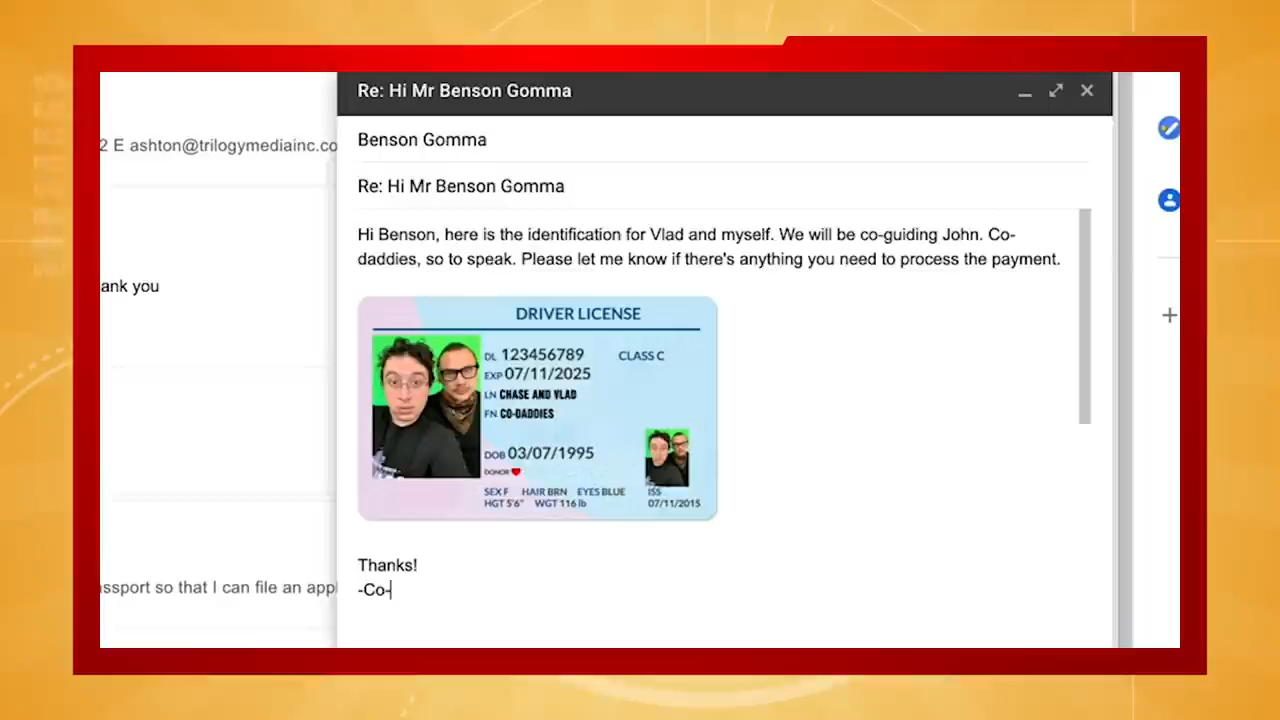 Re: Hi Mr Benson Gomma
2 E ashton@trilogymediainc.co
Benson Gomma
Re: Hi Mr Benson Gomma
Hi Benson, here is the identification for Vlad and myself. We will be co-guiding John. Co-
daddies, so to speak. Please let me know if there's anything you need to process the payment.
ank you
DRIVER LICENSE
DL 123456789 CLASS C
EXP 07/11/2025
LN CHASE AND VLAD
FN CO-DADDIES
DOB 03/07/1995
DONOR
SEX F HAIR BRN EYES BLUE ISS
HGT 5'6" WGT 116 lb 07/11/2015
Thanks!
-Co-
ssport so that I can file an appl